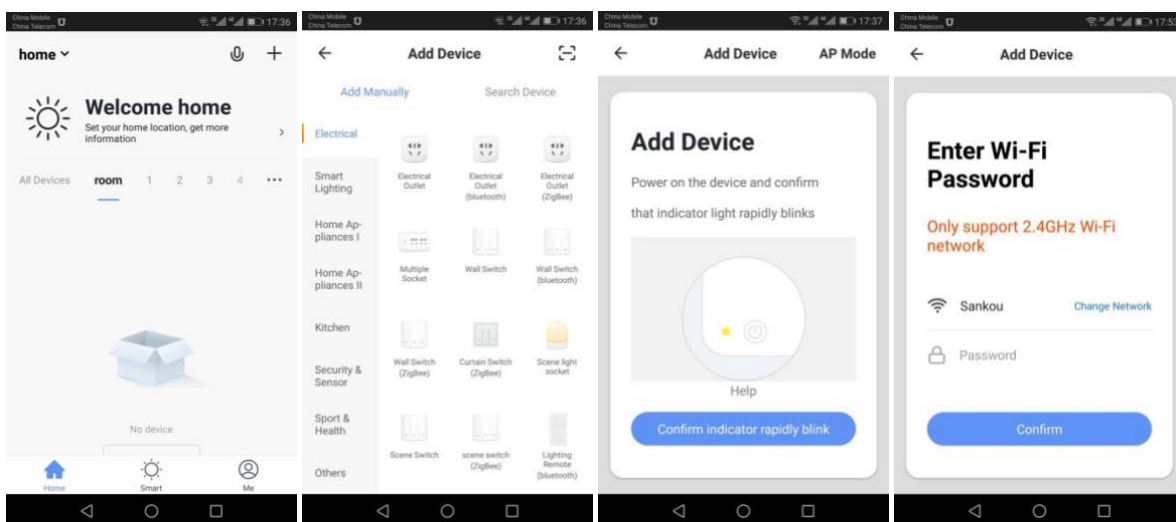 China Mobile
China Telecom
17:36
home
Welcome home
Set your home location, get more
information
All Devices room 1 2 3 4 •••
No device
Home Smart Me
China Mobile
China Telecom
17:36
Add Device
Add Manually Search Device
Electrical
Smart
Lighting
Home Ap-
pliances I
Home Ap-
pliances II
Kitchen
Security &
Sensor
Sport &
Health
Others
Electrical
Outlet
Electrical
Outlet
(bluetooth)
Electrical
Outlet
(ZigBee)
Multiple
Socket
Wall Switch
Wall Switch
(bluetooth)
Wall Switch
(ZigBee)
Curtain Switch
(ZigBee)
Scene light
socket
Scene Switch
scene switch
(ZigBee)
Lighting
Remote
(bluetooth)
China Mobile
China Telecom
17:37
Add Device AP Mode
Add Device
Power on the device and confirm
that indicator light rapidly blinks
Help
Confirm indicator rapidly blink
China Mobile
China Telecom
17:53
Add Device
Enter Wi-Fi
Password
Only support 2.4GHz Wi-Fi
network
Sankou Change Network
Password
Confirm